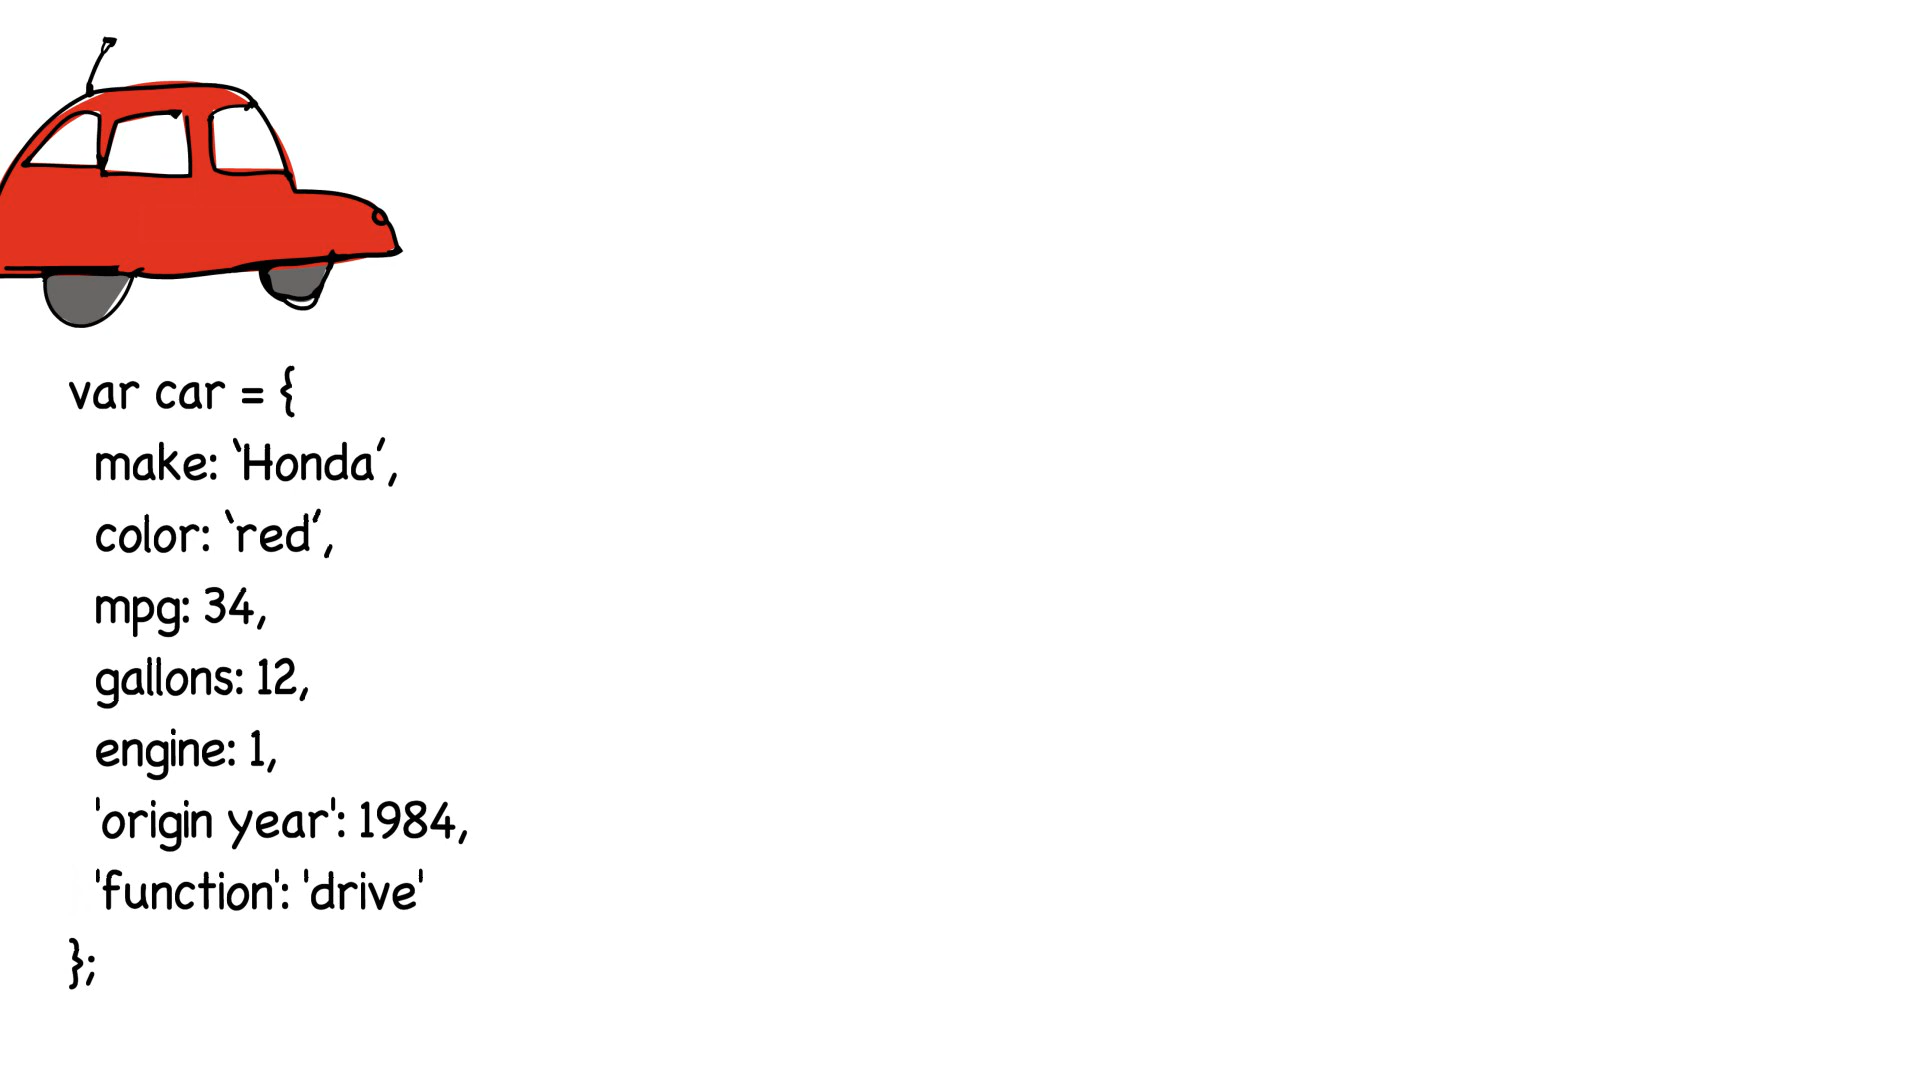 var car = {
make: ‘Honda’,
color: ‘red’,
mpg: 34,
gallons: 12,
engine: 1,
'origin year': 1984,
'function': 'drive'
};